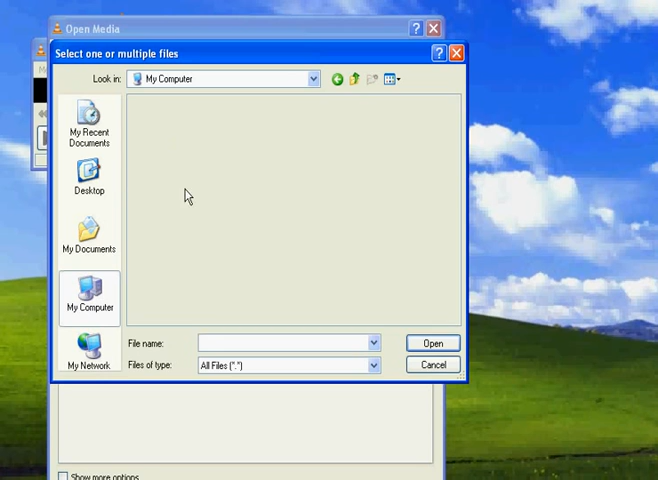 Open Media
Select one or multiple files
Look in: My Computer
My Recent
Documents
Desktop
My Documents
My Computer
My Network
File name:
Open
Files of type: All Files (*.*)
Cancel
Show more options